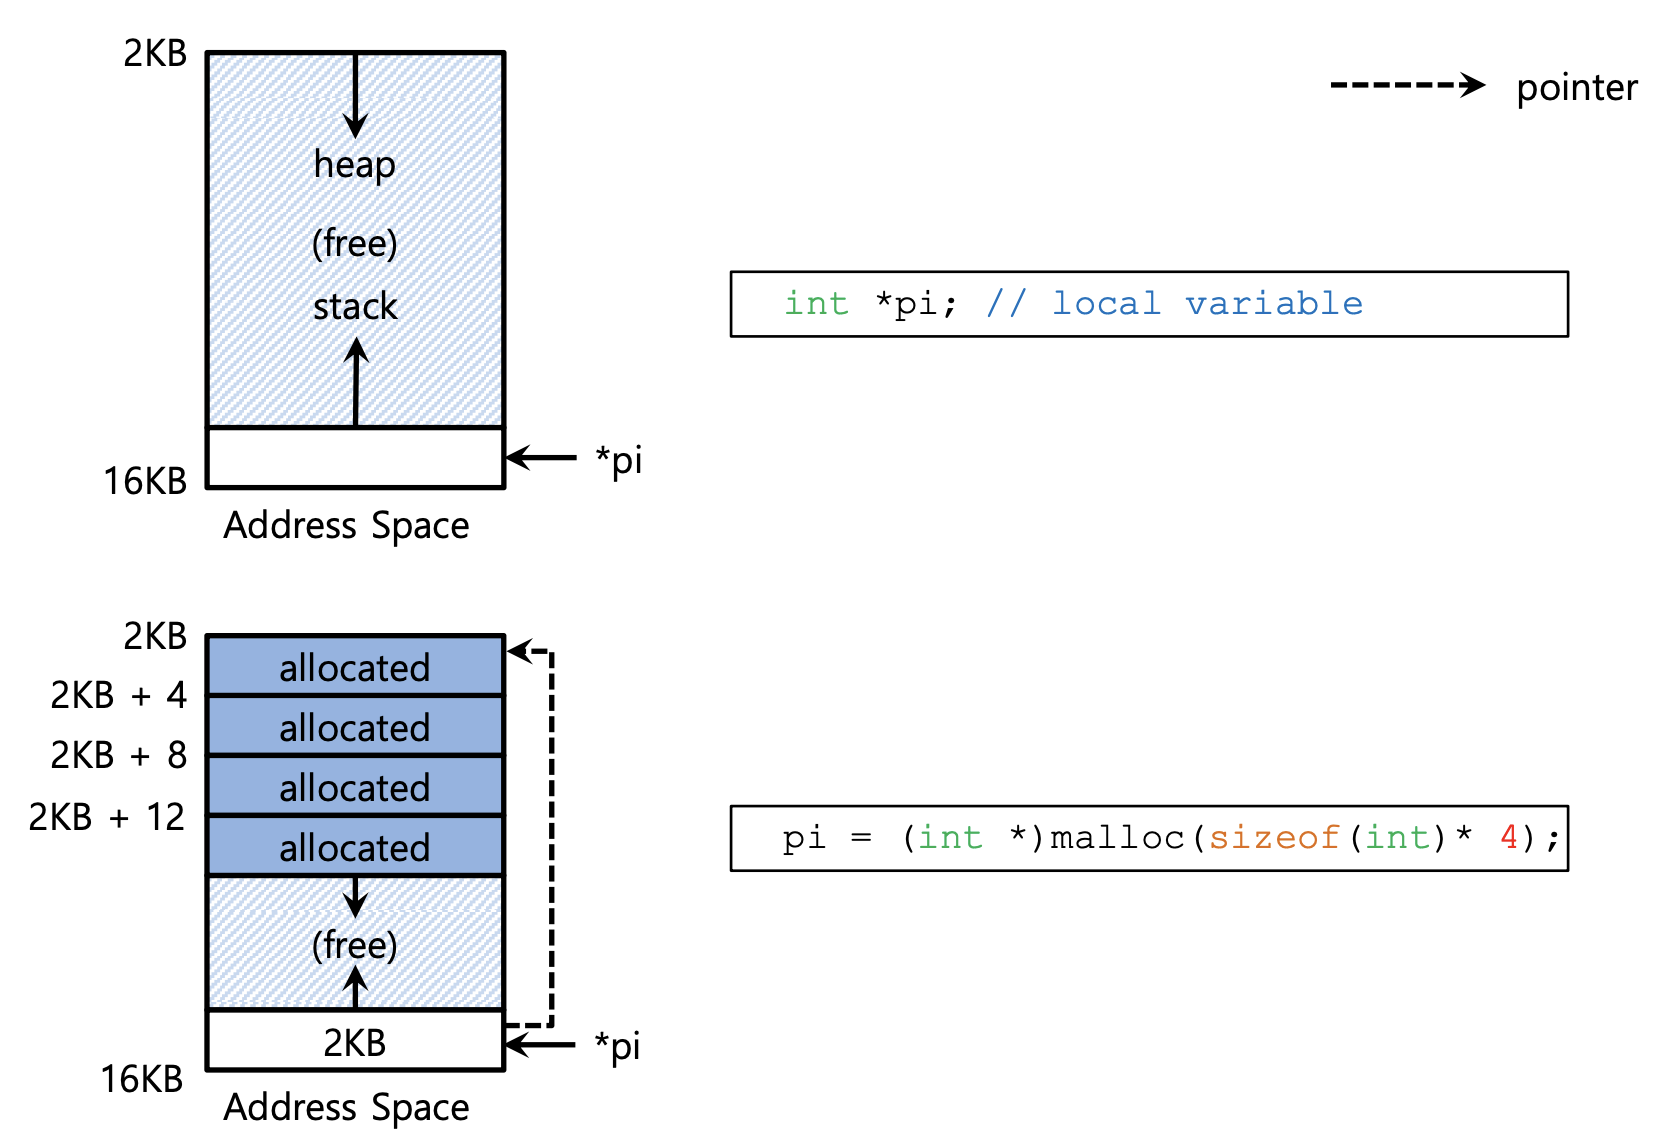 2KB
pointer
heap
(free)
stack
int *pi; // local variable
*pi
16KB
Address Space
2KB
allocated
2KB + 4
allocated
2KB + 8
allocated
2KB + 12
allocated
pi = (int *)malloc(sizeof(int)* 4);
(free)
2KB
*pi
16KB
Address Space